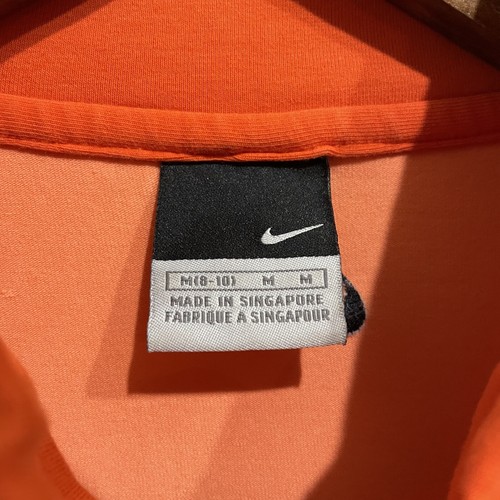 M(8-10) M M
MADE IN SINGAPORE
FABRIQUE A SINGAPOUR